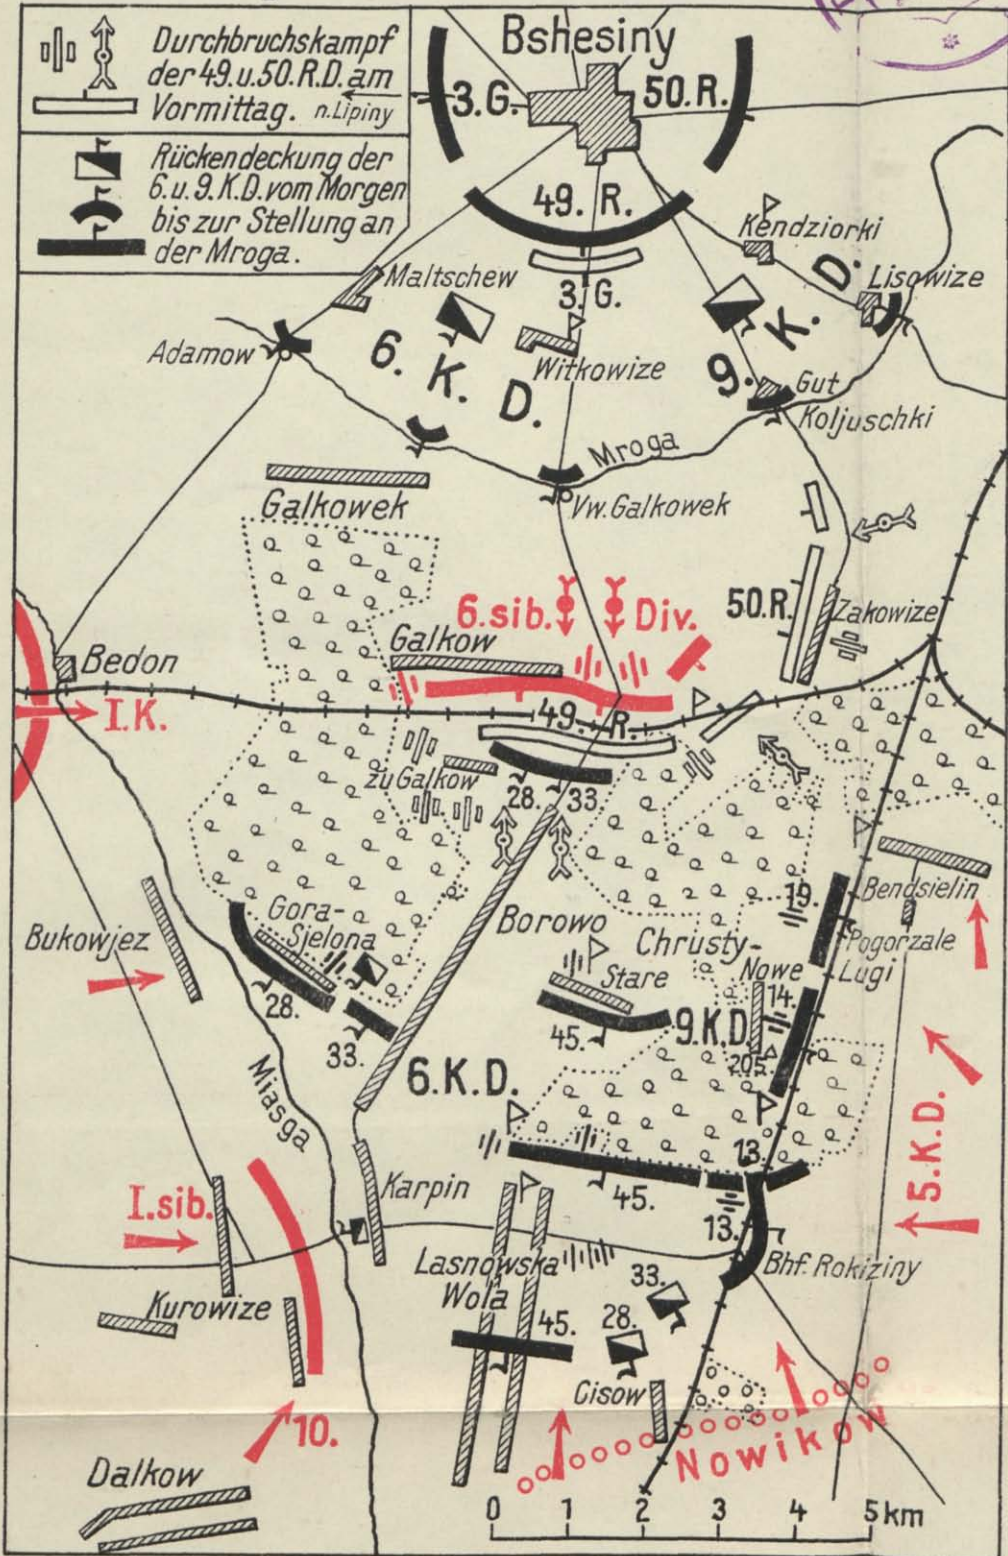 Durchbruchskampf
der 49. u. 50. R.D. am
Vormittag. n. Lipiny
Rückendeckung der
6. u. 9. K.D. vom Morgen
bis zur Stellung an
der Mroga.
Bshesiny
3. G.
50. R.
49. R.
Kendziorki
Maltschew
3. G.
Lisowize
Adamow
6. K. D.
Witkowize
9. K. D.
Gut
Koljuschki
Mroga
Galkowek
Vw. Galkowek
6. sib. Div.
50. R.
Zakowize
Galkow
Bedon
I. K.
49. R.
zu Galkow
28. 33.
19.
Bendsielin
Gora-
Sjelona
Borowo
Chrusty-
Bukowjez
Stare
Nowe
Pogorzale
Lugi
28.
14.
45.
9. K.D.
33.
205
6. K.D.
Miasga
5. K.D.
13.
45.
Karpin
I. sib.
13.
Lasnowska
Wola
Bhf. Rokiziny
33.
Kurowize
45.
28.
Cisow
10.
Nowikow
Dalkow
0 1 2 3 4 5 km